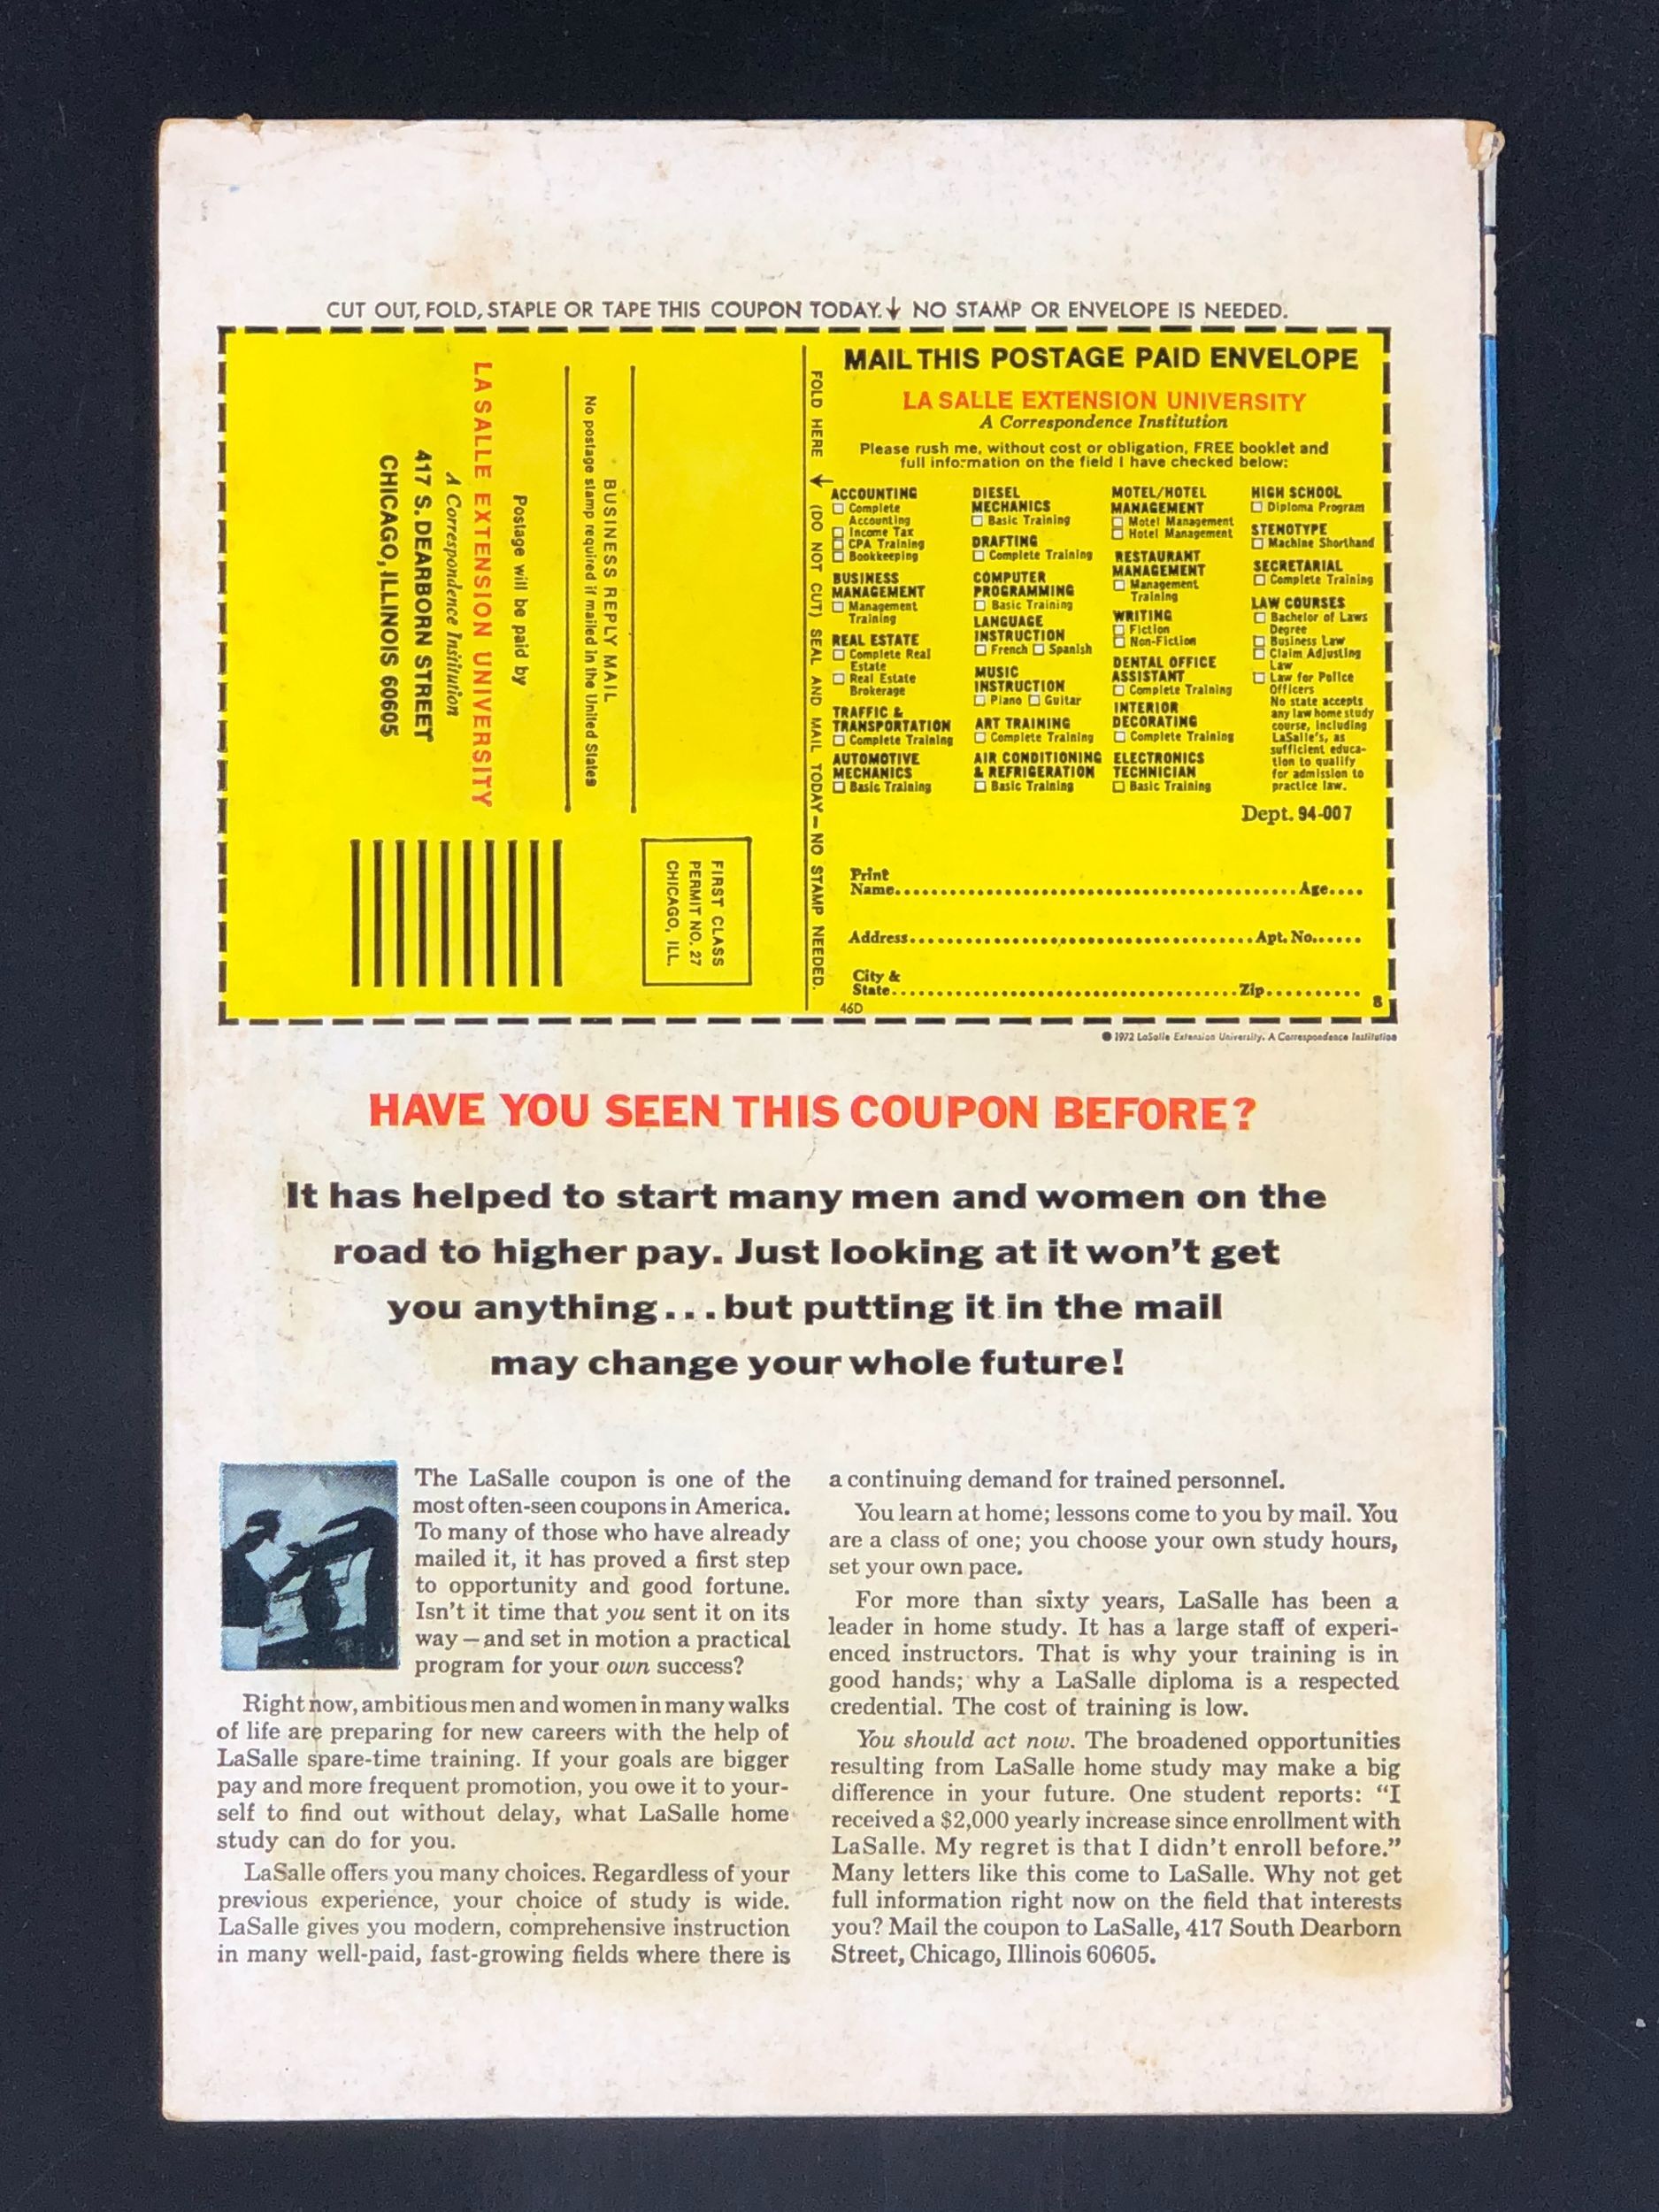 CUT OUT, FOLD, STAPLE OR TAPE THIS COUPON TODAY.↓ NO STAMP OR ENVELOPE IS NEEDED.
BUSINESS REPLY MAIL
No postage stamp required if mailed in the United States
Postage will be paid by
LA SALLE EXTENSION UNIVERSITY
A Correspondence Institution
417 S. DEARBORN STREET
CHICAGO, ILLINOIS 60605
FIRST CLASS
PERMIT NO. 27
CHICAGO, ILL.
FOLD HERE ↓ (DO NOT CUT) SEAL AND MAIL TODAY — NO STAMP NEEDED.
MAIL THIS POSTAGE PAID ENVELOPE
LA SALLE EXTENSION UNIVERSITY
A Correspondence Institution
Please rush me, without cost or obligation, FREE booklet and
full information on the field I have checked below:
ACCOUNTING
☐ Complete
Accounting
☐ Income Tax
☐ CPA Training
☐ Bookkeeping
BUSINESS
MANAGEMENT
☐ Management
Training
REAL ESTATE
☐ Complete Real
Estate
☐ Real Estate
Brokerage
TRAFFIC &
TRANSPORTATION
☐ Complete Training
AUTOMOTIVE
MECHANICS
☐ Basic Training
DIESEL
MECHANICS
☐ Basic Training
DRAFTING
☐ Complete Training
COMPUTER
PROGRAMMING
☐ Basic Training
LANGUAGE
INSTRUCTION
☐ French ☐ Spanish
MUSIC
INSTRUCTION
☐ Piano ☐ Guitar
ART TRAINING
☐ Complete Training
AIR CONDITIONING
& REFRIGERATION
☐ Basic Training
MOTEL/HOTEL
MANAGEMENT
☐ Motel Management
☐ Hotel Management
RESTAURANT
MANAGEMENT
☐ Management
Training
WRITING
☐ Fiction
☐ Non-Fiction
DENTAL OFFICE
ASSISTANT
☐ Complete Training
INTERIOR
DECORATING
☐ Complete Training
ELECTRONICS
TECHNICIAN
☐ Basic Training
HIGH SCHOOL
☐ Diploma Program
STENOTYPE
☐ Machine Shorthand
SECRETARIAL
☐ Complete Training
LAW COURSES
☐ Bachelor of Laws
Degree
☐ Business Law
☐ Claim Adjusting
Law
☐ Law for Police
Officers
No state accepts
any law home study
course, including
LaSalle's, as
sufficient educa-
tion to qualify
for admission to
practice law.
Dept. 94-007
Print
Name.......... Age....
Address.......... Apt. No......
City &
State.......... Zip..........
46D
8
© 1972 LaSalle Extension University. A Correspondence Institution
HAVE YOU SEEN THIS COUPON BEFORE?
It has helped to start many men and women on the
road to higher pay. Just looking at it won't get
you anything...but putting it in the mail
may change your whole future!
The LaSalle coupon is one of the
most often-seen coupons in America.
To many of those who have already
mailed it, it has proved a first step
to opportunity and good fortune.
Isn't it time that you sent it on its
way—and set in motion a practical
program for your own success?
Right now, ambitious men and women in many walks
of life are preparing for new careers with the help of
LaSalle spare-time training. If your goals are bigger
pay and more frequent promotion, you owe it to your-
self to find out without delay, what LaSalle home
study can do for you.
LaSalle offers you many choices. Regardless of your
previous experience, your choice of study is wide.
LaSalle gives you modern, comprehensive instruction
in many well-paid, fast-growing fields where there is
a continuing demand for trained personnel.
You learn at home; lessons come to you by mail. You
are a class of one; you choose your own study hours,
set your own pace.
For more than sixty years, LaSalle has been a
leader in home study. It has a large staff of experi-
enced instructors. That is why your training is in
good hands; why a LaSalle diploma is a respected
credential. The cost of training is low.
You should act now. The broadened opportunities
resulting from LaSalle home study may make a big
difference in your future. One student reports: "I
received a $2,000 yearly increase since enrollment with
LaSalle. My regret is that I didn't enroll before."
Many letters like this come to LaSalle. Why not get
full information right now on the field that interests
you? Mail the coupon to LaSalle, 417 South Dearborn
Street, Chicago, Illinois 60605.